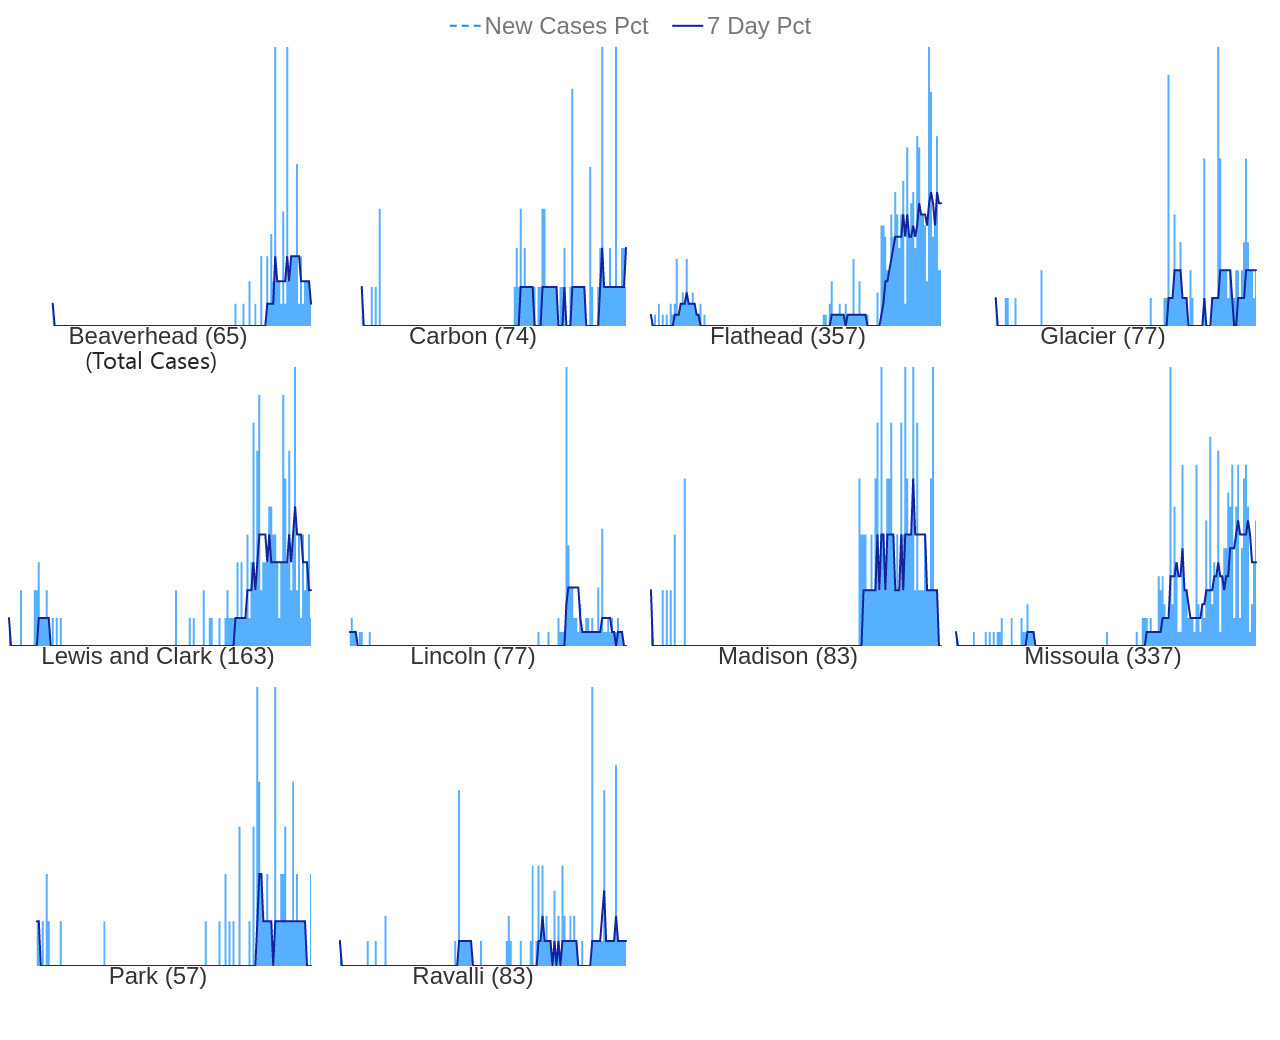 New Cases Pct 7 Day Pct
Beaverhead (65)
(Total Cases)
Carbon (74)
Flathead (357)
Glacier (77)
Lewis and Clark (163)
Lincoln (77)
Madison (83)
Missoula (337)
Park (57)
Ravalli (83)